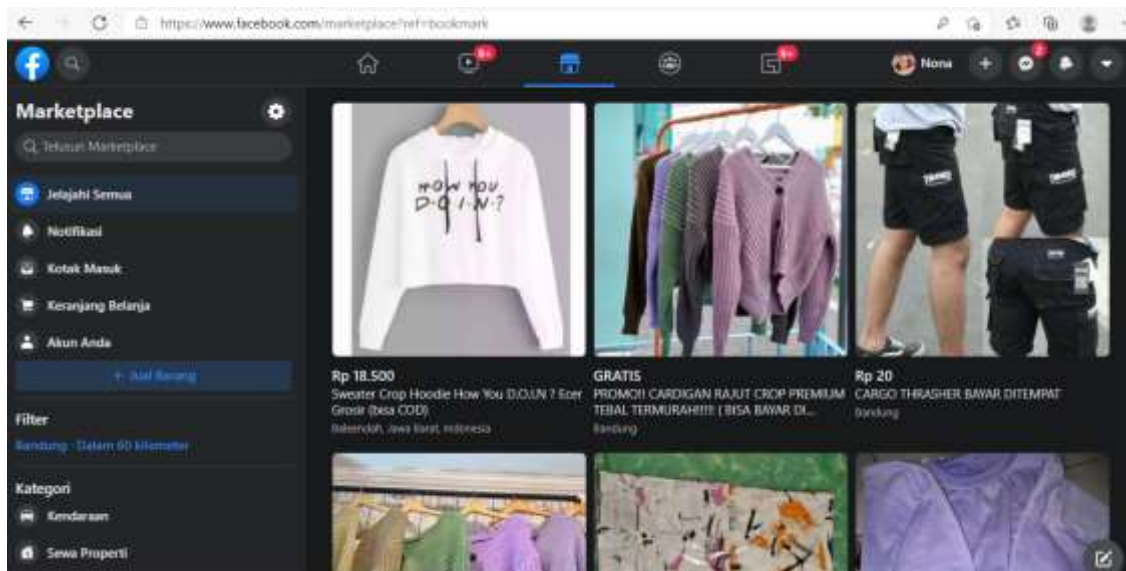 https://www.facebook.com/marketplace?ref=bookmark
9+
9+
Nona
2
Marketplace
Telusuri Marketplace
Jelajahi Semua
Notifikasi
Kotak Masuk
Keranjang Belanja
Akun Anda
+ Jual Barang
Filter
Bandung · Dalam 60 kilometer
Kategori
Kendaraan
Sewa Properti
HOW YOU
D·O·I·N·?
Rp 18.500
Sweater Crop Hoodie How You D.O.I.N ? Ecer
Grosir (bisa COD)
Baleendah, Jawa Barat, Indonesia
GRATIS
PROMO!! CARDIGAN RAJUT CROP PREMIUM
TEBAL TERMURAH!!!!! ( BISA BAYAR DI...
Bandung
Rp 20
CARGO THRASHER BAYAR DITEMPAT
Bandung